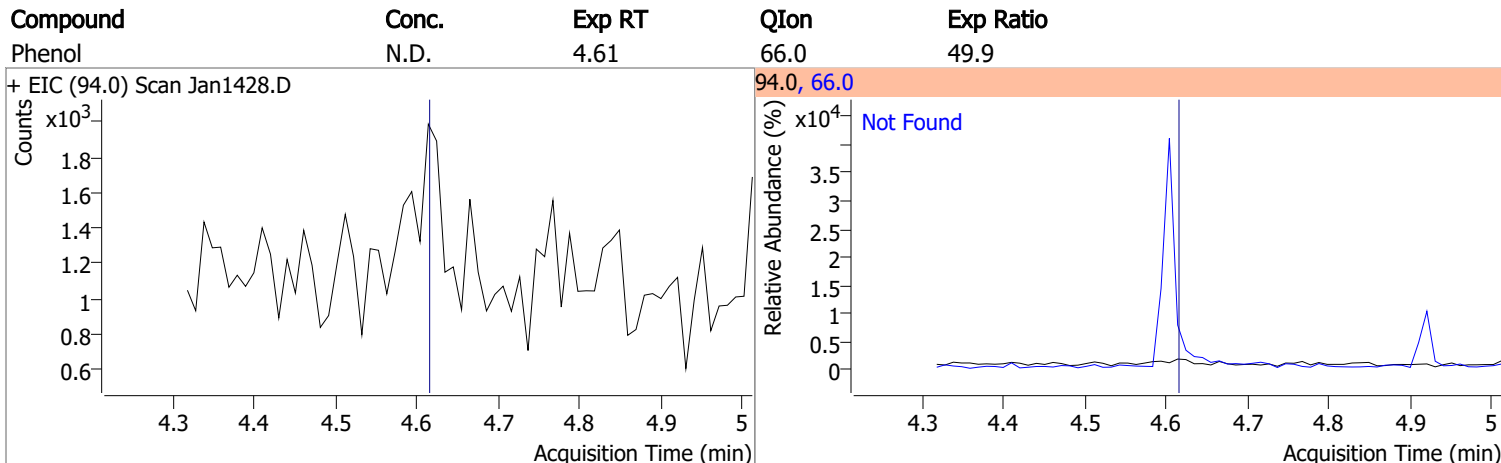 Compound Conc. Exp RT QIon Exp Ratio
Phenol N.D. 4.61 66.0 49.9
+ EIC (94.0) Scan Jan1428.D
Counts
x10³
1.8
1.6
1.4
1.2
1
0.8
0.6
4.3 4.4 4.5 4.6 4.7 4.8 4.9 5
Acquisition Time (min)
94.0, 66.0
Relative Abundance (%)
x10⁴
Not Found
3.5
3
2.5
2
1.5
1
0.5
0
4.3 4.4 4.5 4.6 4.7 4.8 4.9 5
Acquisition Time (min)